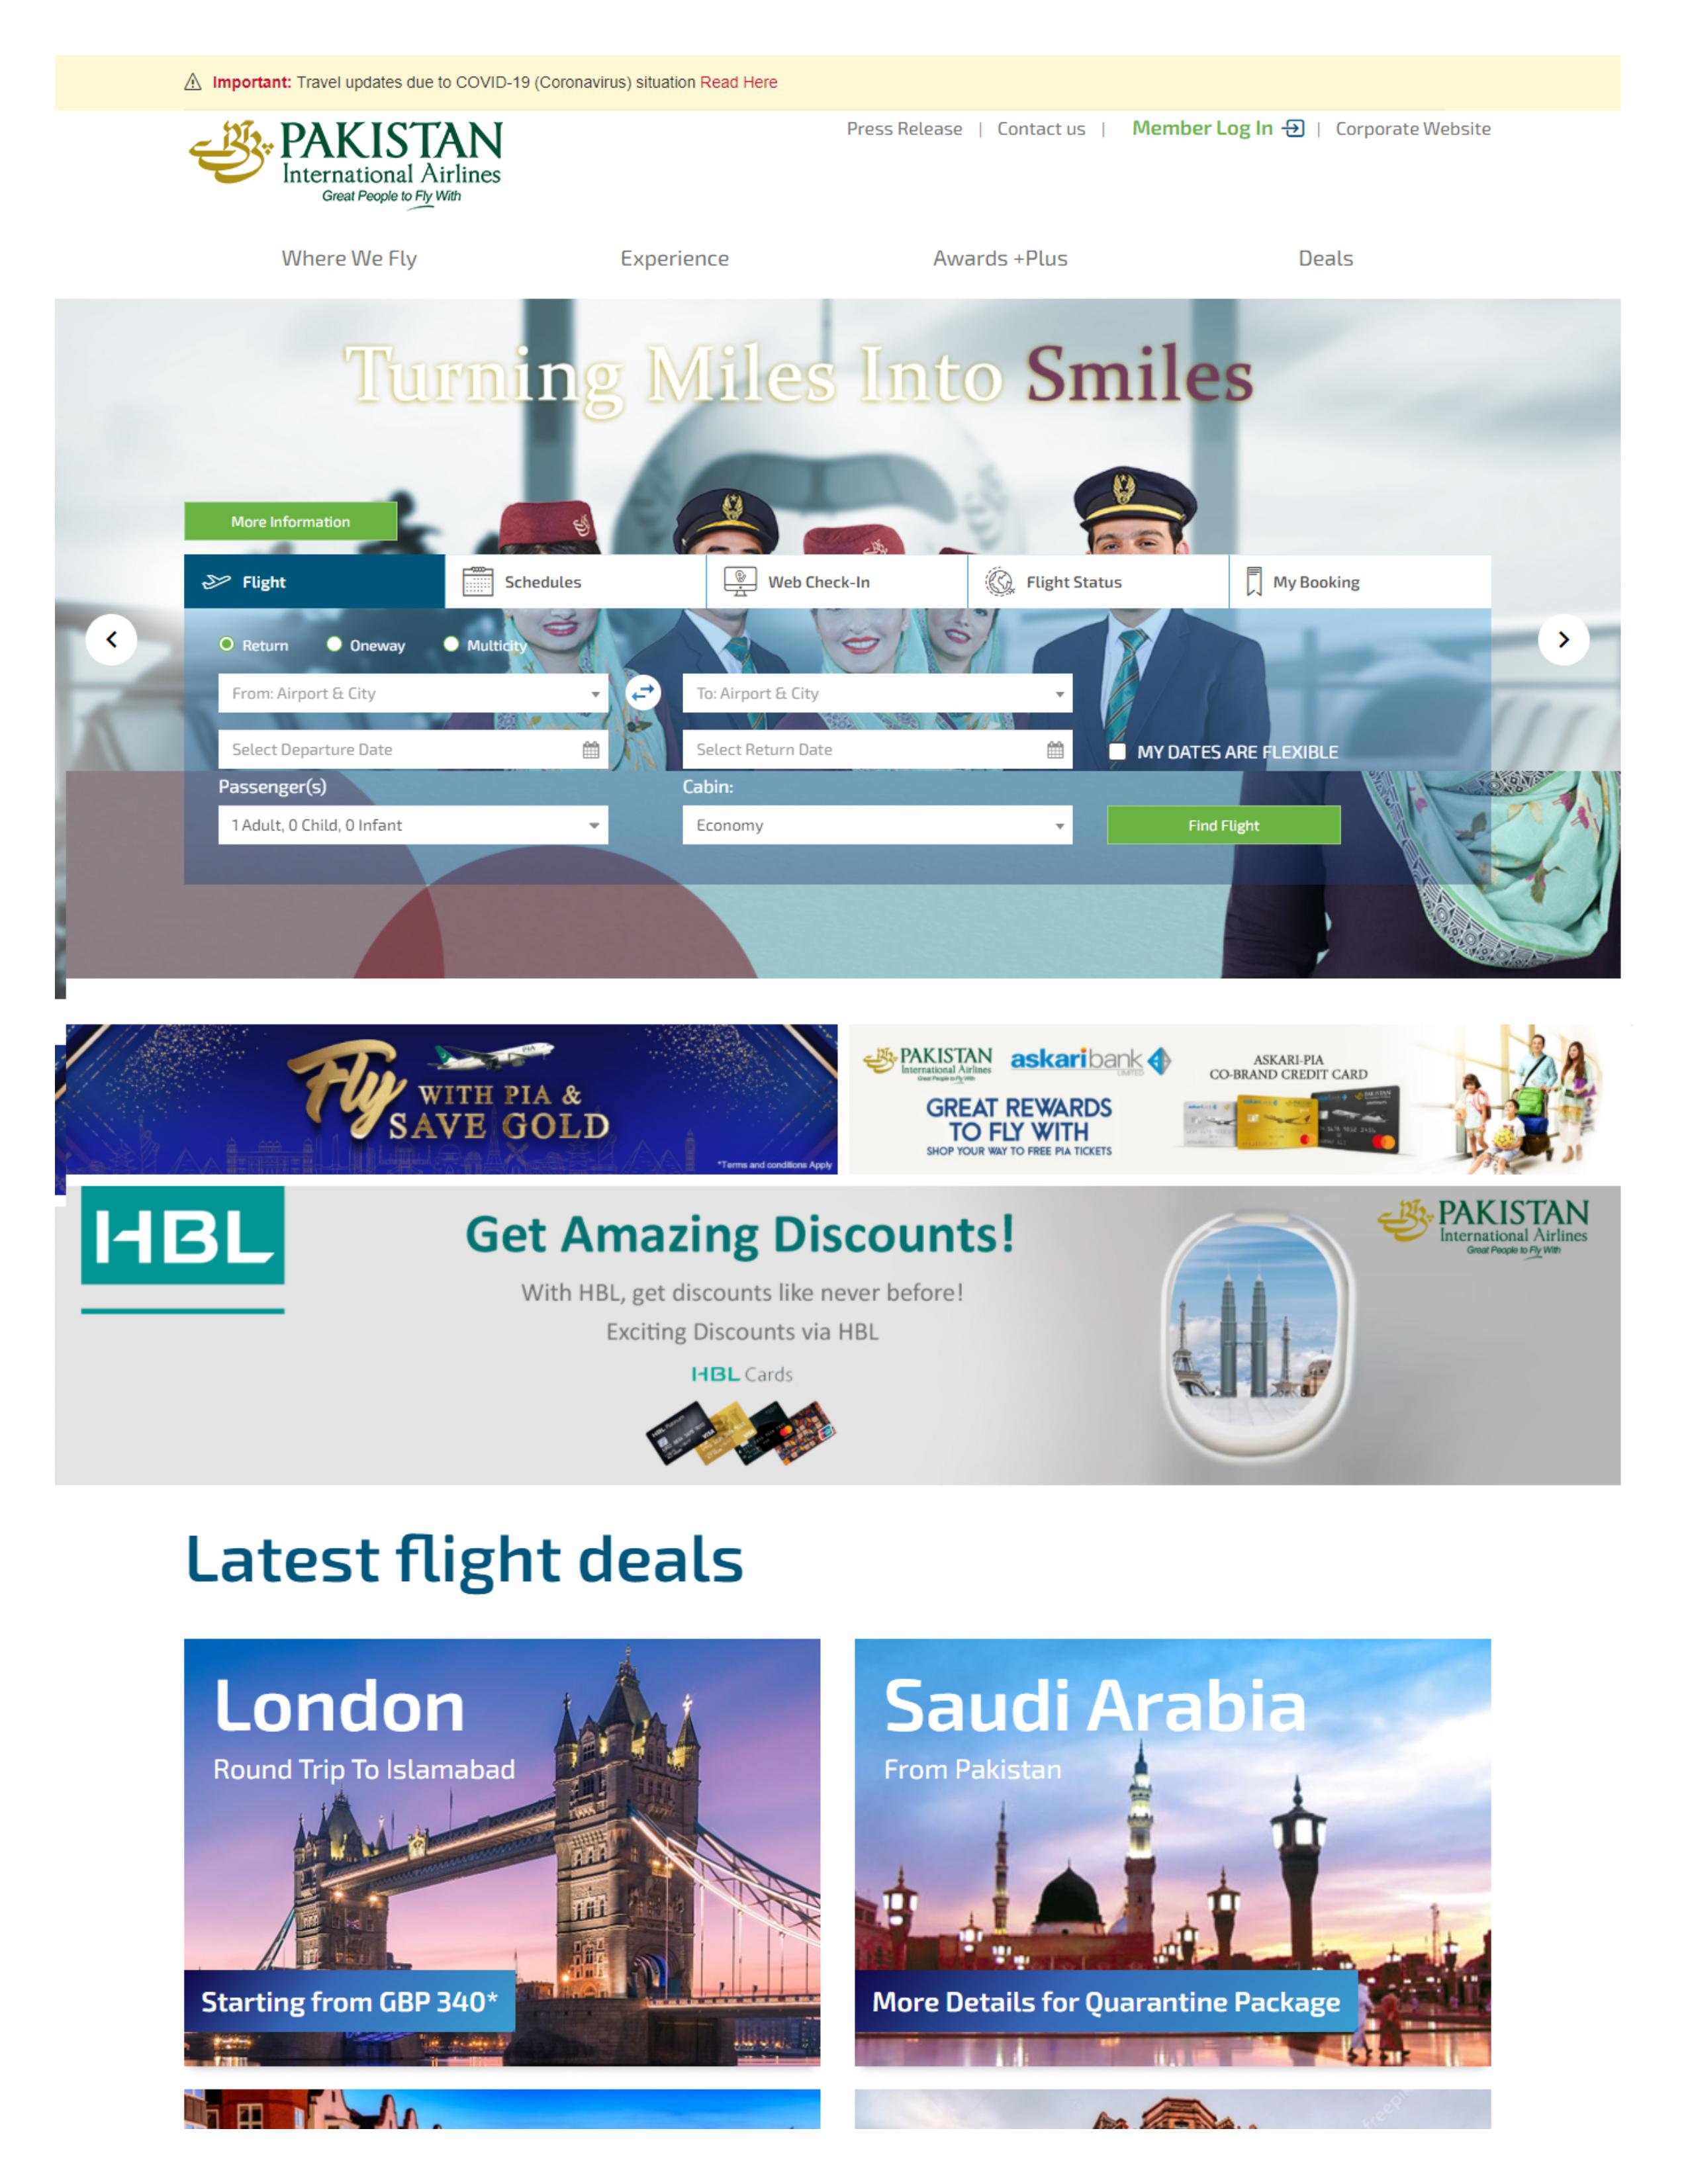 Important: Travel updates due to COVID-19 (Coronavirus) situation Read Here
PAKISTAN
International Airlines
Great People to Fly With
Press Release | Contact us | Member Log In | Corporate Website
Where We Fly
Experience
Awards +Plus
Deals
Turning Miles Into Smiles
More Information
Flight
Schedules
Web Check-In
Flight Status
My Booking
Return
Oneway
Multicity
From: Airport & City
To: Airport & City
Select Departure Date
Select Return Date
MY DATES ARE FLEXIBLE
Passenger(s)
Cabin:
1 Adult, 0 Child, 0 Infant
Economy
Find Flight
Fly
WITH PIA &
SAVE GOLD
*Terms and conditions Apply
PAKISTAN
International Airlines
Great People to Fly With
askaribank
LIMITED
GREAT REWARDS
TO FLY WITH
SHOP YOUR WAY TO FREE PIA TICKETS
ASKARI-PIA
CO-BRAND CREDIT CARD
HBL
Get Amazing Discounts!
With HBL, get discounts like never before!
Exciting Discounts via HBL
HBL Cards
PAKISTAN
International Airlines
Great People to Fly With
Latest flight deals
London
Round Trip To Islamabad
Starting from GBP 340*
Saudi Arabia
From Pakistan
More Details for Quarantine Package